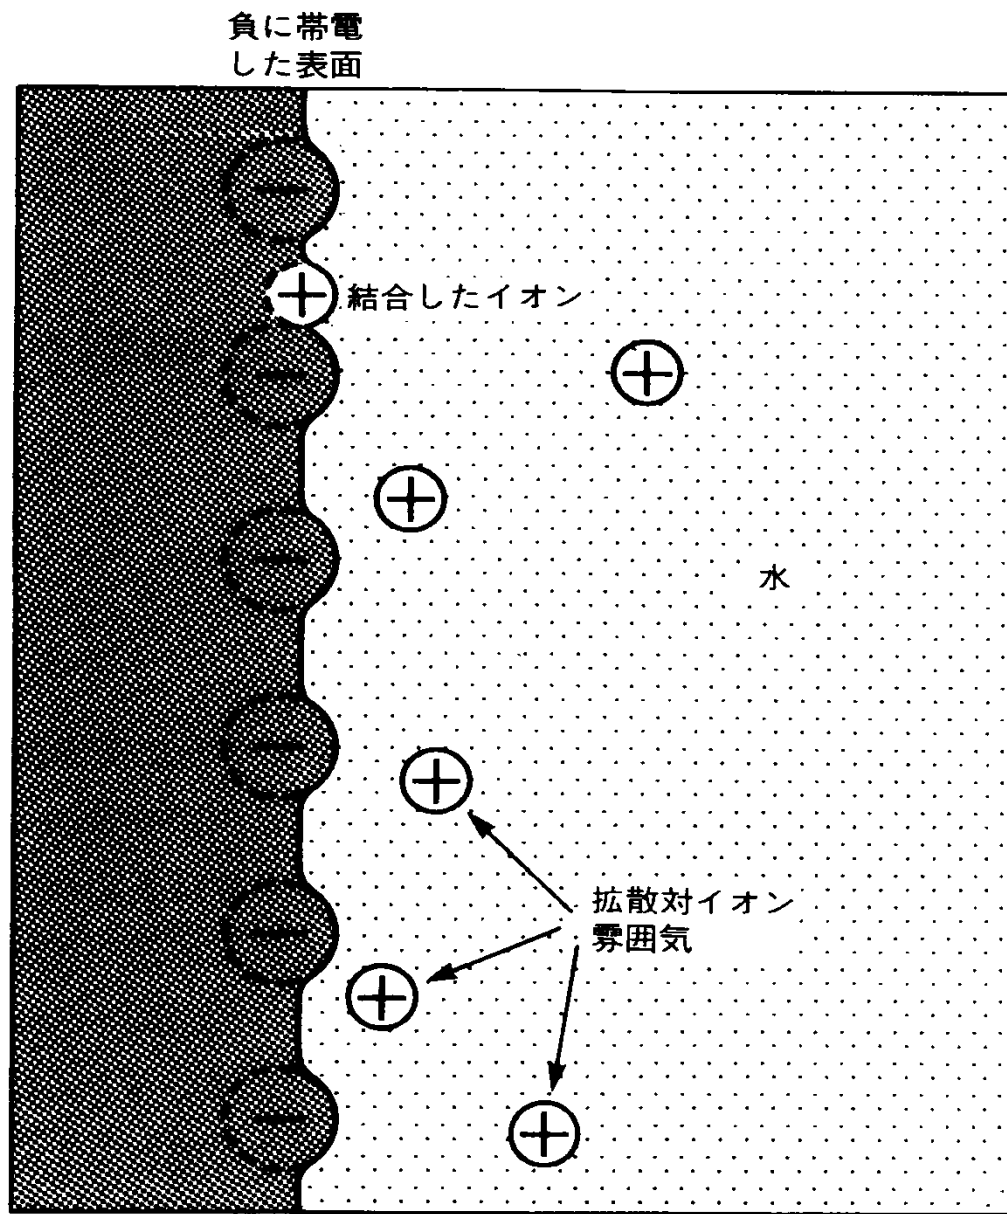 負に帯電
した表面
結合したイオン
水
拡散対イオン
雰囲気